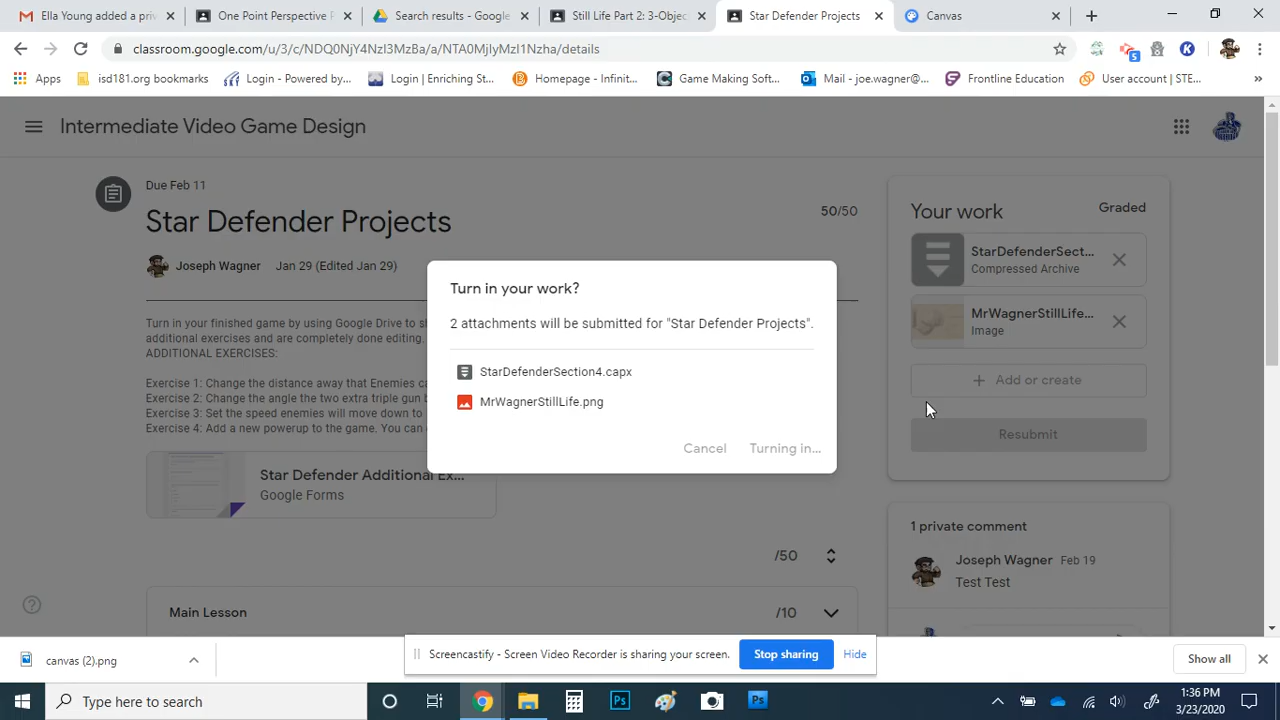 Ella Young added a priv
One Point Perspective F
Search results - Google
Still Life Part 2: 3-Objec
Star Defender Projects
Canvas
classroom.google.com/u/3/c/NDQ0NjY4NzI3MzBa/a/NTA0MjIyMzI1Nzha/details
5
K
Apps
isd181.org bookmarks
Login - Powered by...
Login | Enriching St...
Homepage - Infinit...
Game Making Soft...
Mail - joe.wagner@...
Frontline Education
User account | STE...
Intermediate Video Game Design
Due Feb 11
Star Defender Projects
50/50
Joseph Wagner
Jan 29 (Edited Jan 29)
Turn in your finished game by using Google Drive to sh
additional exercises and are completely done editing.
ADDITIONAL EXERCISES:
Exercise 1: Change the distance away that Enemies ca
Exercise 2: Change the angle the two extra triple gun b
Exercise 3: Set the speed enemies will move down to
Exercise 4: Add a new powerup to the game. You can
Star Defender Additional Ex...
Google Forms
/50
Main Lesson
/10
Turn in your work?
2 attachments will be submitted for "Star Defender Projects".
StarDefenderSection4.capx
MrWagnerStillLife.png
Cancel
Turning in...
Your work
Graded
StarDefenderSect...
Compressed Archive
MrWagnerStillLife...
Image
Add or create
Resubmit
1 private comment
Joseph Wagner Feb 19
Test Test
canvas (2).png
Screencastify - Screen Video Recorder is sharing your screen.
Stop sharing
Hide
Show all
Type here to search
Ps
Ps
1:36 PM
3/23/2020